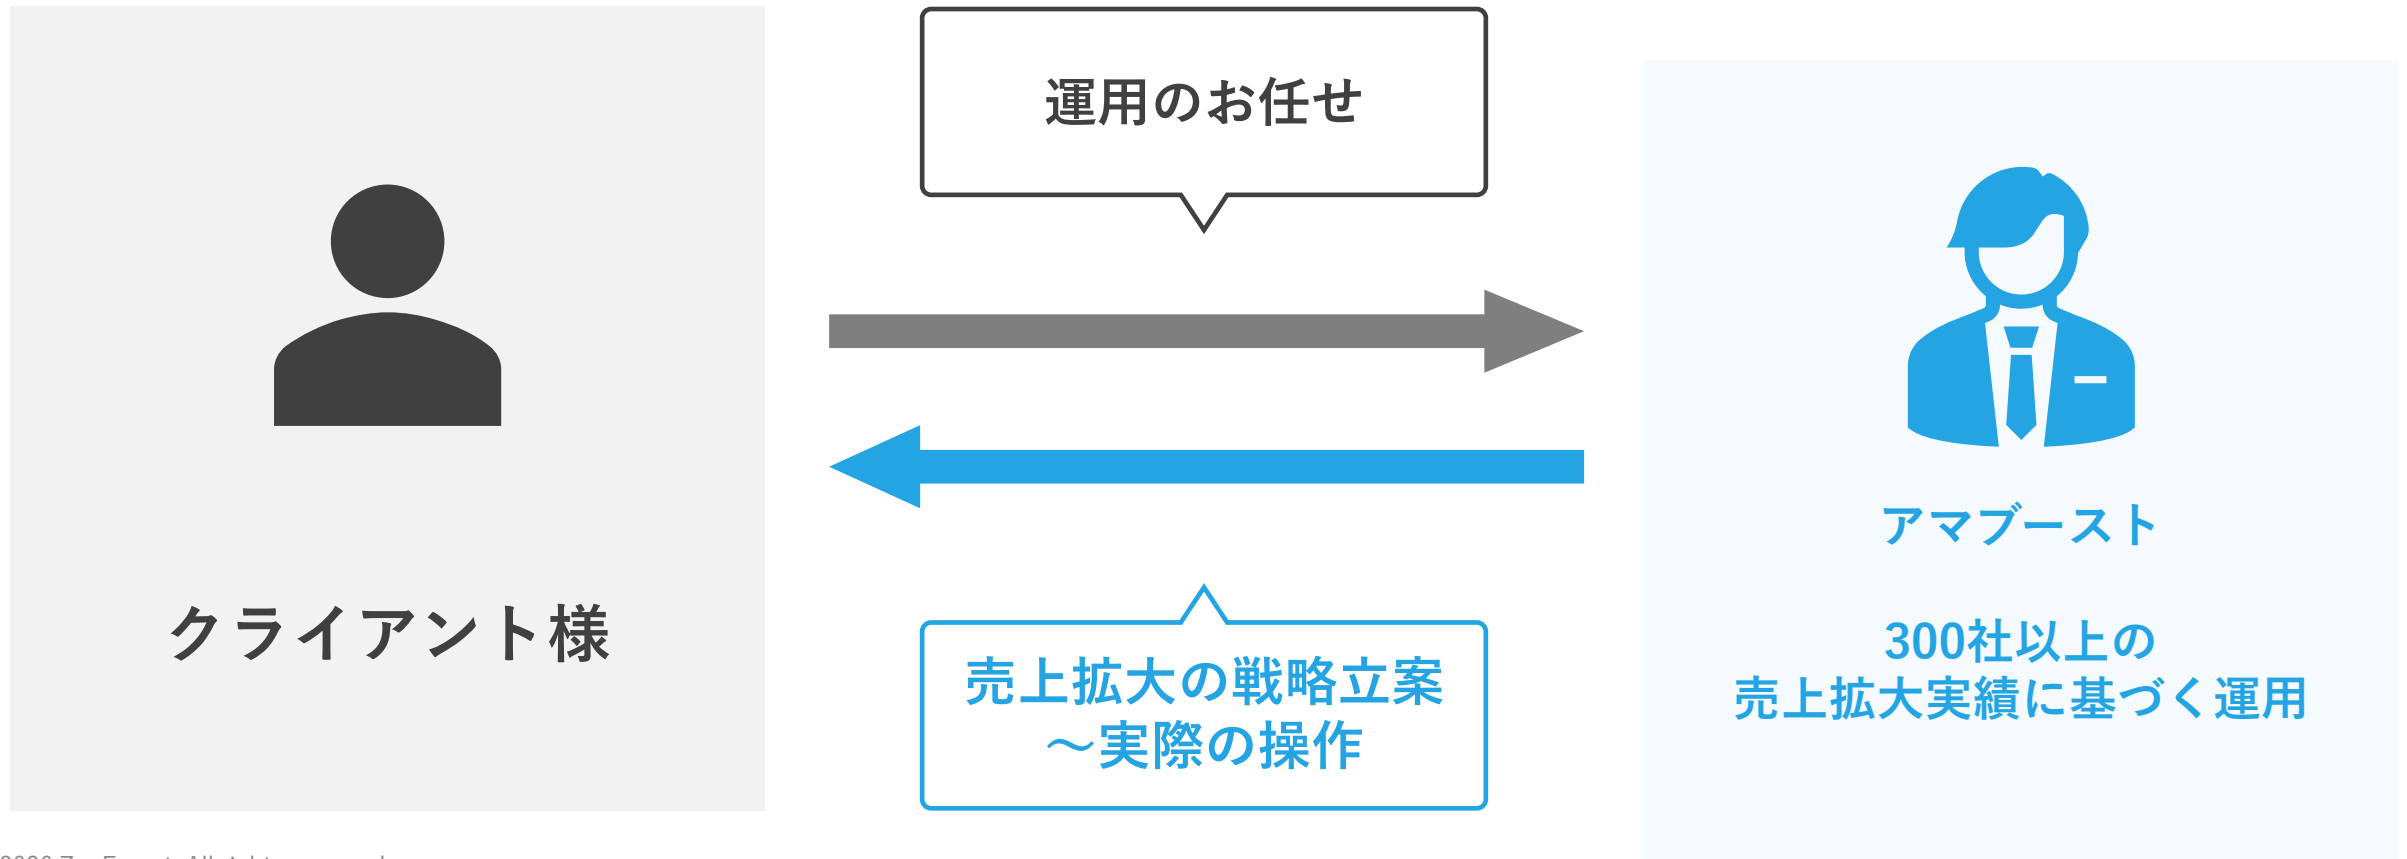 運用のお任せ
クライアント様
売上拡大の戦略立案
～実際の操作
アマブースト
300社以上の
売上拡大実績に基づく運用